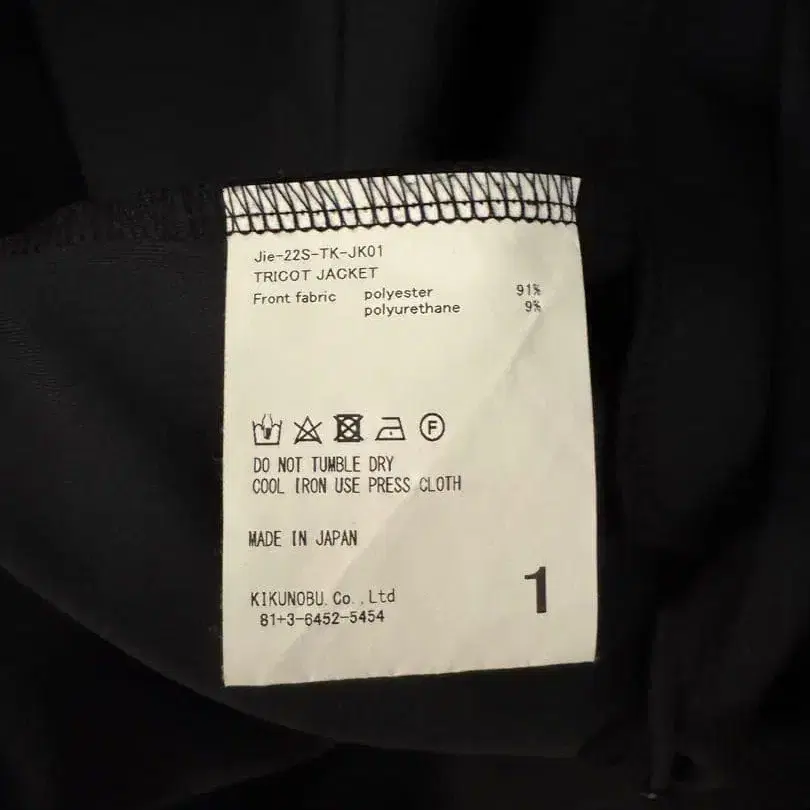 Jie-22S-TK-JK01
TRICOT JACKET
Front fabric polyester 91%
polyurethane 9%
F
DO NOT TUMBLE DRY
COOL IRON USE PRESS CLOTH
MADE IN JAPAN
KIKUNOBU.Co.,Ltd
81+3-6452-5454
1